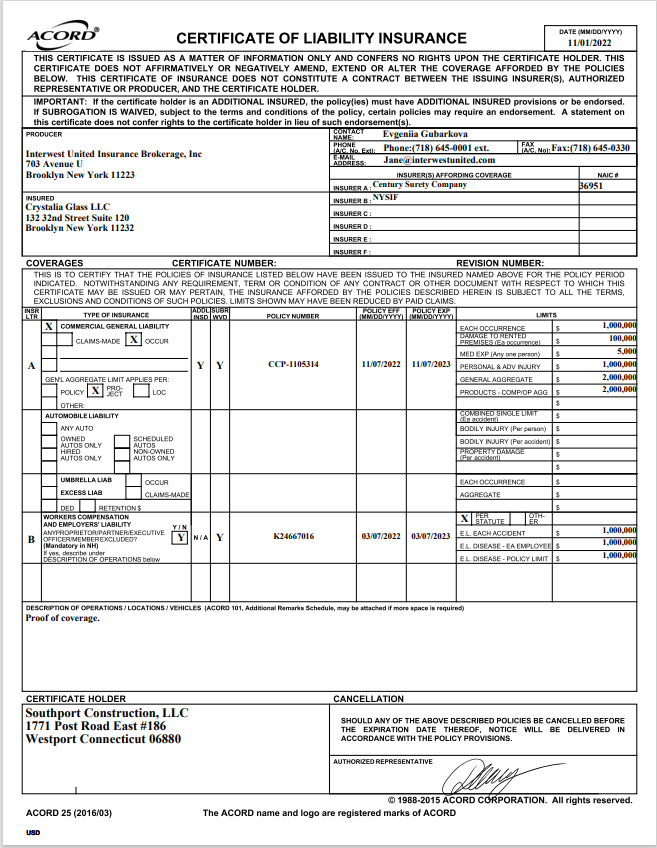 ACORD®
CERTIFICATE OF LIABILITY INSURANCE
DATE (MM/DD/YYYY)
11/01/2022
THIS CERTIFICATE IS ISSUED AS A MATTER OF INFORMATION ONLY AND CONFERS NO RIGHTS UPON THE CERTIFICATE HOLDER. THIS
CERTIFICATE DOES NOT AFFIRMATIVELY OR NEGATIVELY AMEND, EXTEND OR ALTER THE COVERAGE AFFORDED BY THE POLICIES
BELOW. THIS CERTIFICATE OF INSURANCE DOES NOT CONSTITUTE A CONTRACT BETWEEN THE ISSUING INSURER(S), AUTHORIZED
REPRESENTATIVE OR PRODUCER, AND THE CERTIFICATE HOLDER.
IMPORTANT: If the certificate holder is an ADDITIONAL INSURED, the policy(ies) must have ADDITIONAL INSURED provisions or be endorsed.
If SUBROGATION IS WAIVED, subject to the terms and conditions of the policy, certain policies may require an endorsement. A statement on
this certificate does not confer rights to the certificate holder in lieu of such endorsement(s).
PRODUCER
Interwest United Insurance Brokerage, Inc
703 Avenue U
Brooklyn New York 11223
CONTACT NAME: Evgeniia Gubarkova
PHONE (A/C, No, Ext): Phone:(718) 645-0001 ext. FAX (A/C, No): Fax:(718) 645-0330
E-MAIL ADDRESS: Jane@interwestunited.com
INSURER(S) AFFORDING COVERAGE NAIC #
INSURER A : Century Surety Company 36951
INSURED
Crystalia Glass LLC
132 32nd Street Suite 120
Brooklyn New York 11232
INSURER B : NYSIF
INSURER C :
INSURER D :
INSURER E :
INSURER F :
COVERAGES CERTIFICATE NUMBER: REVISION NUMBER:
THIS IS TO CERTIFY THAT THE POLICIES OF INSURANCE LISTED BELOW HAVE BEEN ISSUED TO THE INSURED NAMED ABOVE FOR THE POLICY PERIOD
INDICATED. NOTWITHSTANDING ANY REQUIREMENT, TERM OR CONDITION OF ANY CONTRACT OR OTHER DOCUMENT WITH RESPECT TO WHICH THIS
CERTIFICATE MAY BE ISSUED OR MAY PERTAIN, THE INSURANCE AFFORDED BY THE POLICIES DESCRIBED HEREIN IS SUBJECT TO ALL THE TERMS,
EXCLUSIONS AND CONDITIONS OF SUCH POLICIES. LIMITS SHOWN MAY HAVE BEEN REDUCED BY PAID CLAIMS.
INSR LTR TYPE OF INSURANCE ADDL INSD SUBR WVD POLICY NUMBER POLICY EFF (MM/DD/YYYY) POLICY EXP (MM/DD/YYYY) LIMITS
X COMMERCIAL GENERAL LIABILITY EACH OCCURRENCE $ 1,000,000
CLAIMS-MADE X OCCUR DAMAGE TO RENTED PREMISES (Ea occurrence) $ 100,000
MED EXP (Any one person) $ 5,000
A Y Y CCP-1105314 11/07/2022 11/07/2023 PERSONAL & ADV INJURY $ 1,000,000
GEN'L AGGREGATE LIMIT APPLIES PER: GENERAL AGGREGATE $ 2,000,000
POLICY X PRO-JECT LOC PRODUCTS - COMP/OP AGG $ 2,000,000
OTHER: $
AUTOMOBILE LIABILITY COMBINED SINGLE LIMIT (Ea accident) $
ANY AUTO BODILY INJURY (Per person) $
OWNED AUTOS ONLY SCHEDULED AUTOS BODILY INJURY (Per accident) $
HIRED AUTOS ONLY NON-OWNED AUTOS ONLY PROPERTY DAMAGE (Per accident) $
$
UMBRELLA LIAB OCCUR EACH OCCURRENCE $
EXCESS LIAB CLAIMS-MADE AGGREGATE $
DED RETENTION $ $
WORKERS COMPENSATION X PER STATUTE OTH-ER
AND EMPLOYERS' LIABILITY Y / N
ANYPROPRIETOR/PARTNER/EXECUTIVE E.L. EACH ACCIDENT $ 1,000,000
B OFFICER/MEMBEREXCLUDED? Y N / A Y K24667016 03/07/2022 03/07/2023
(Mandatory in NH) E.L. DISEASE - EA EMPLOYEE $ 1,000,000
If yes, describe under
DESCRIPTION OF OPERATIONS below E.L. DISEASE - POLICY LIMIT $ 1,000,000
DESCRIPTION OF OPERATIONS / LOCATIONS / VEHICLES (ACORD 101, Additional Remarks Schedule, may be attached if more space is required)
Proof of coverage.
CERTIFICATE HOLDER
Southport Construction, LLC
1771 Post Road East #186
Westport Connecticut 06880
CANCELLATION
SHOULD ANY OF THE ABOVE DESCRIBED POLICIES BE CANCELLED BEFORE
THE EXPIRATION DATE THEREOF, NOTICE WILL BE DELIVERED IN
ACCORDANCE WITH THE POLICY PROVISIONS.
AUTHORIZED REPRESENTATIVE
© 1988-2015 ACORD CORPORATION. All rights reserved.
ACORD 25 (2016/03) The ACORD name and logo are registered marks of ACORD
USD